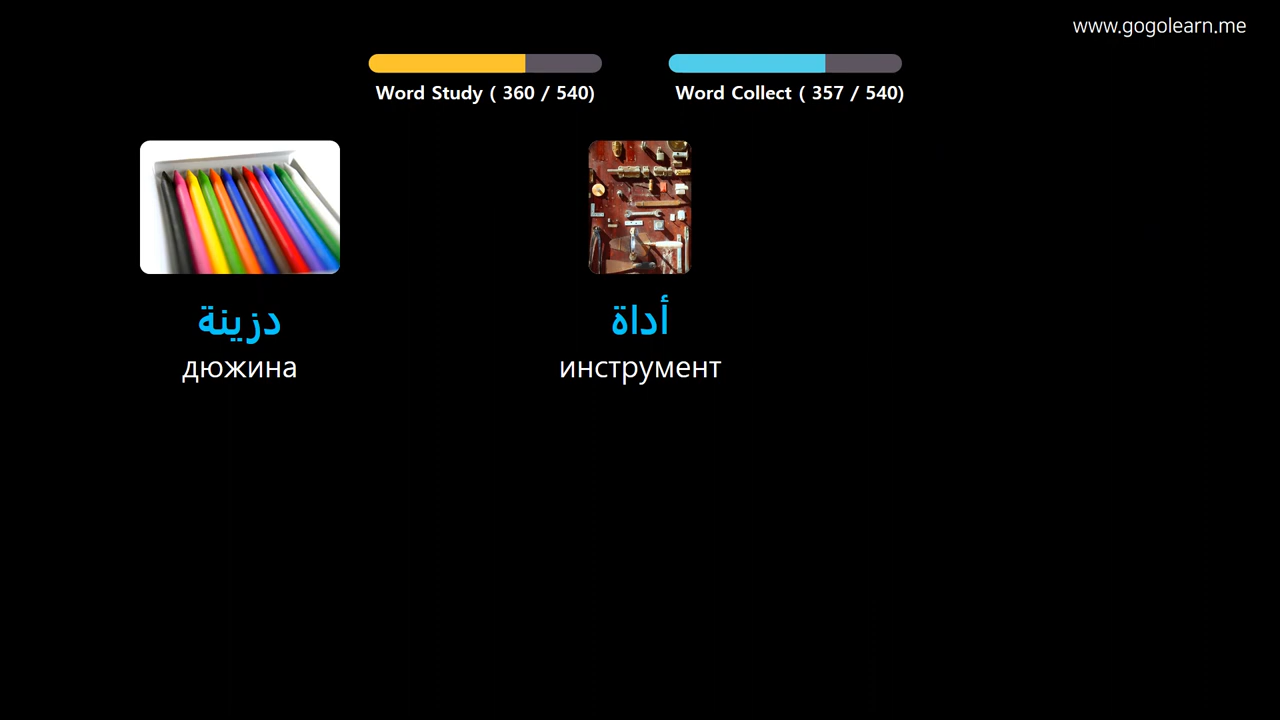 www.gogolearn.me
Word Study ( 360 / 540)
Word Collect ( 357 / 540)
دزينة
дюжина
أداة
инструмент